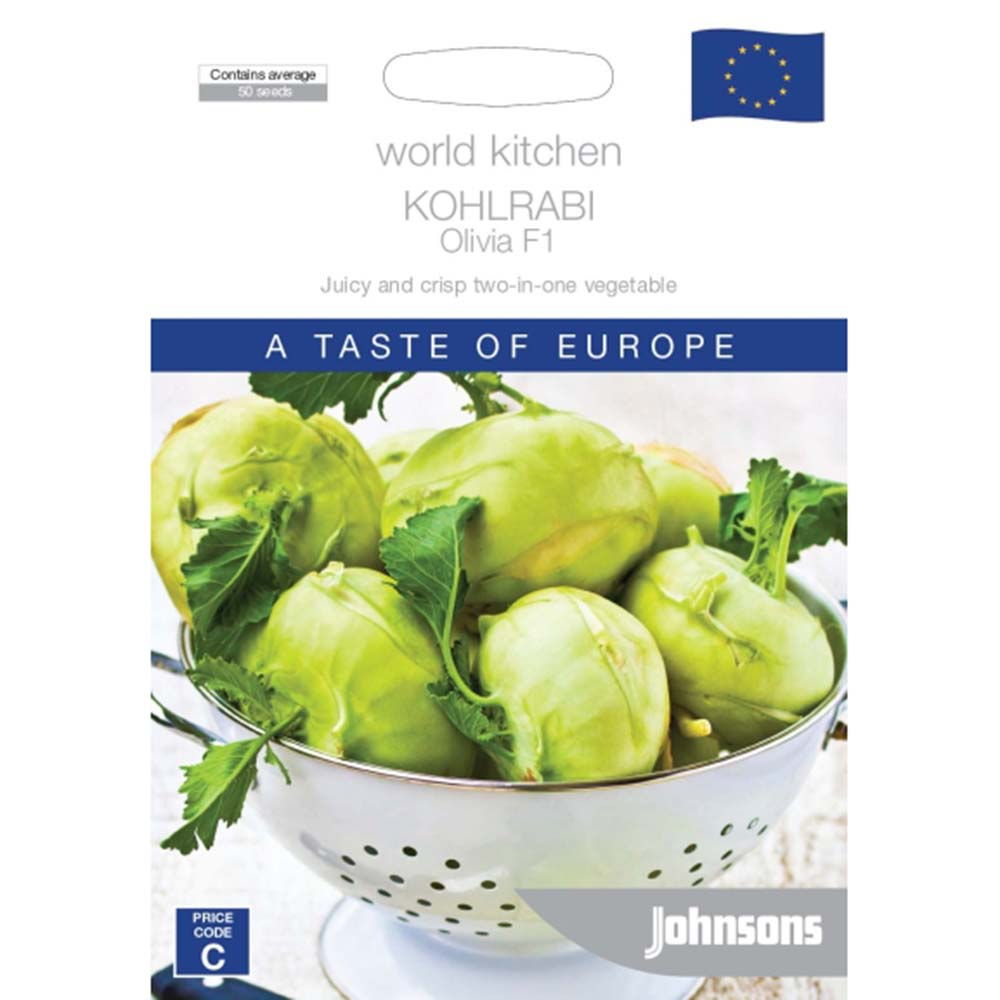 Contains average
50 seeds
world kitchen
KOHLRABI
Olivia F1
Juicy and crisp two-in-one vegetable
A TASTE OF EUROPE
PRICE
CODE
C
Johnsons